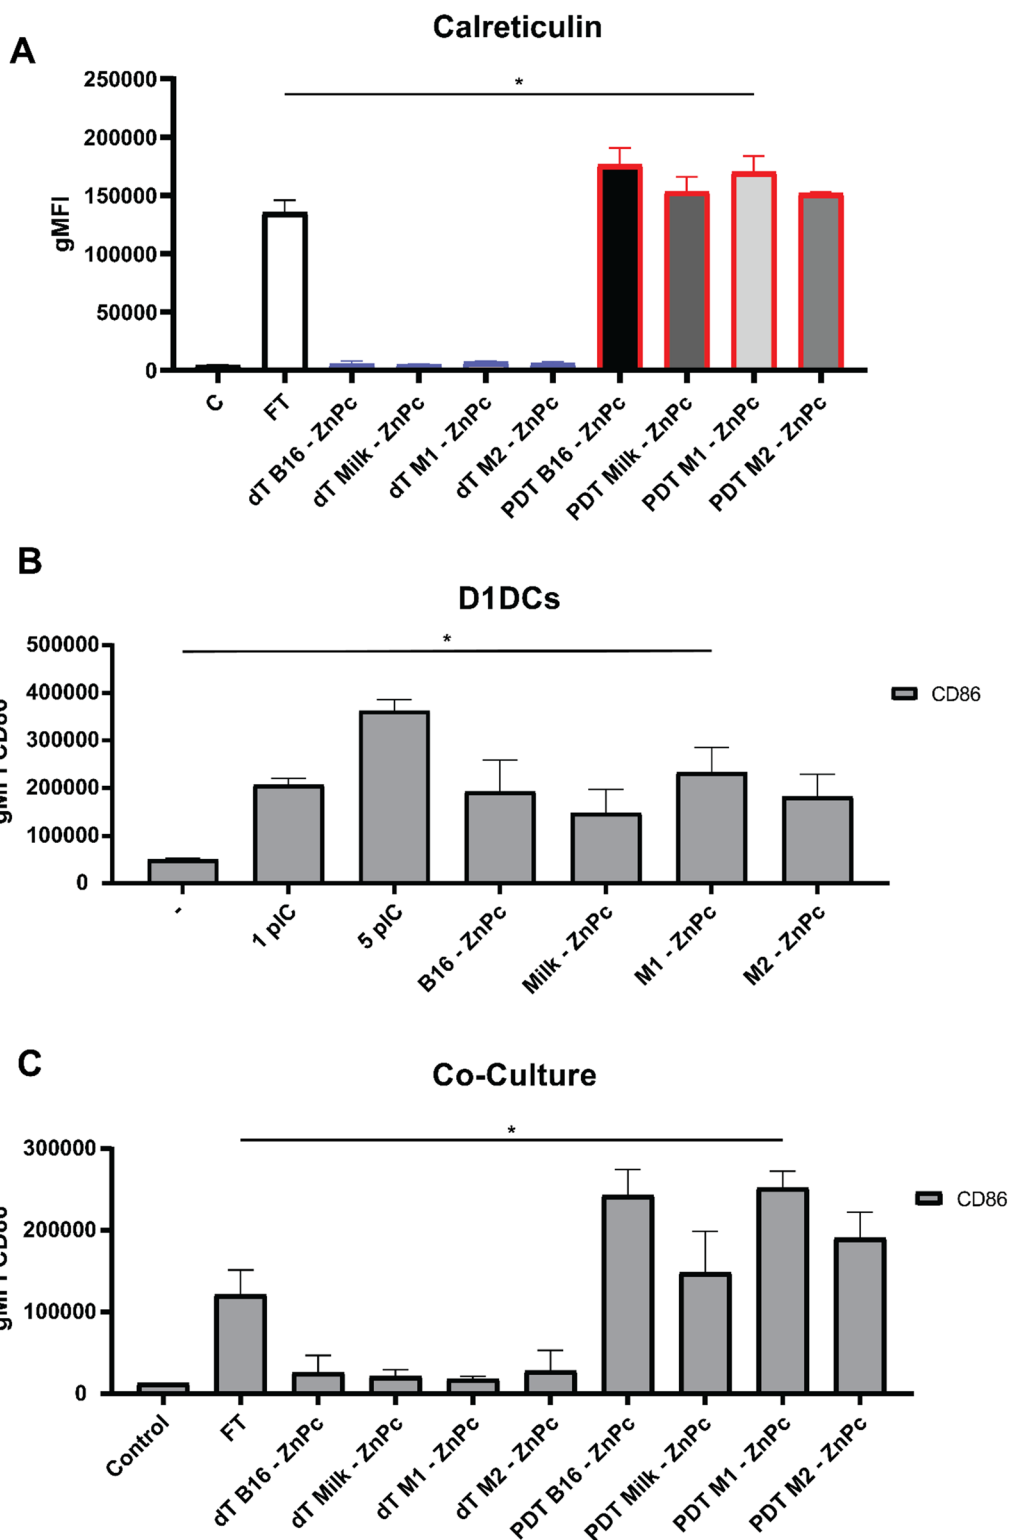 A
Calreticulin
*
gMFI
250000
200000
150000
100000
50000
0
C
FT
dT B16 - ZnPc
dT Milk - ZnPc
dT M1 - ZnPc
dT M2 - ZnPc
PDT B16 - ZnPc
PDT Milk - ZnPc
PDT M1 - ZnPc
PDT M2 - ZnPc
B
D1DCs
*
gMFI CD86
500000
400000
300000
200000
100000
0
CD86
-
1 pIC
5 pIC
B16 - ZnPc
Milk - ZnPc
M1 - ZnPc
M2 - ZnPc
C
Co-Culture
*
gMFI CD86
300000
200000
100000
0
CD86
Control
FT
dT B16 - ZnPc
dT Milk - ZnPc
dT M1 - ZnPc
dT M2 - ZnPc
PDT B16 - ZnPc
PDT Milk - ZnPc
PDT M1 - ZnPc
PDT M2 - ZnPc